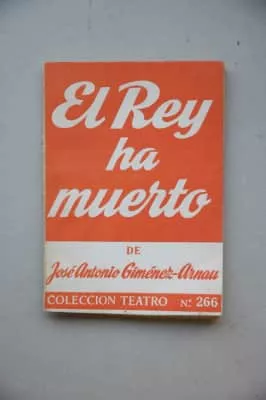 El Rey
ha
muerto
DE
José Antonio Giménez-Arnau
COLECCION TEATRO Nº 266